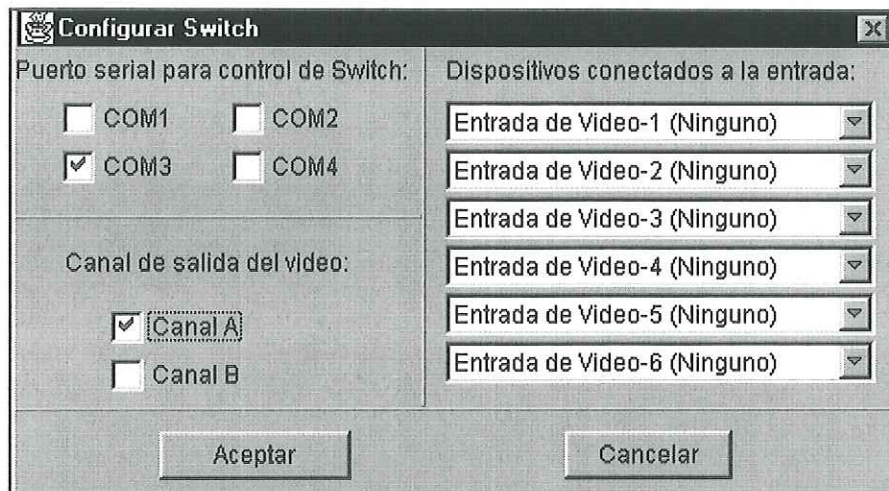 Configurar Switch
Puerto serial para control de Switch:
COM1 COM2
COM3 COM4
Canal de salida del video:
Canal A
Canal B
Dispositivos conectados a la entrada:
Entrada de Video-1 (Ninguno)
Entrada de Video-2 (Ninguno)
Entrada de Video-3 (Ninguno)
Entrada de Video-4 (Ninguno)
Entrada de Video-5 (Ninguno)
Entrada de Video-6 (Ninguno)
Aceptar Cancelar